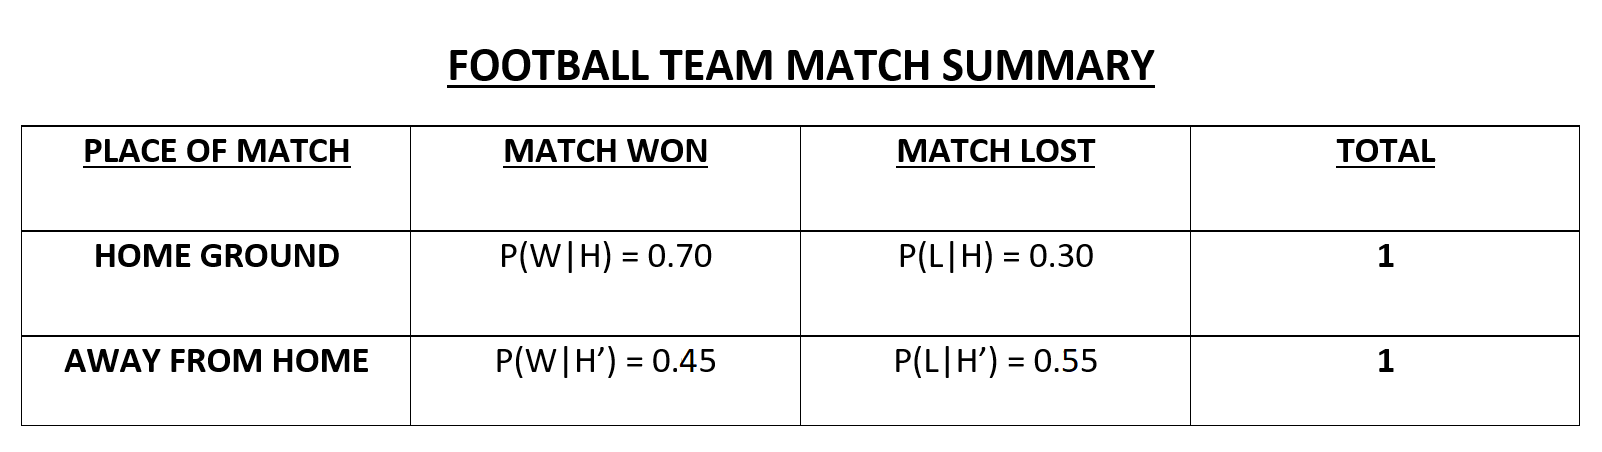 FOOTBALL TEAM MATCH SUMMARY
PLACE OF MATCH MATCH WON MATCH LOST TOTAL
HOME GROUND P(W|H) = 0.70 P(L|H) = 0.30 1
AWAY FROM HOME P(W|H’) = 0.45 P(L|H’) = 0.55 1